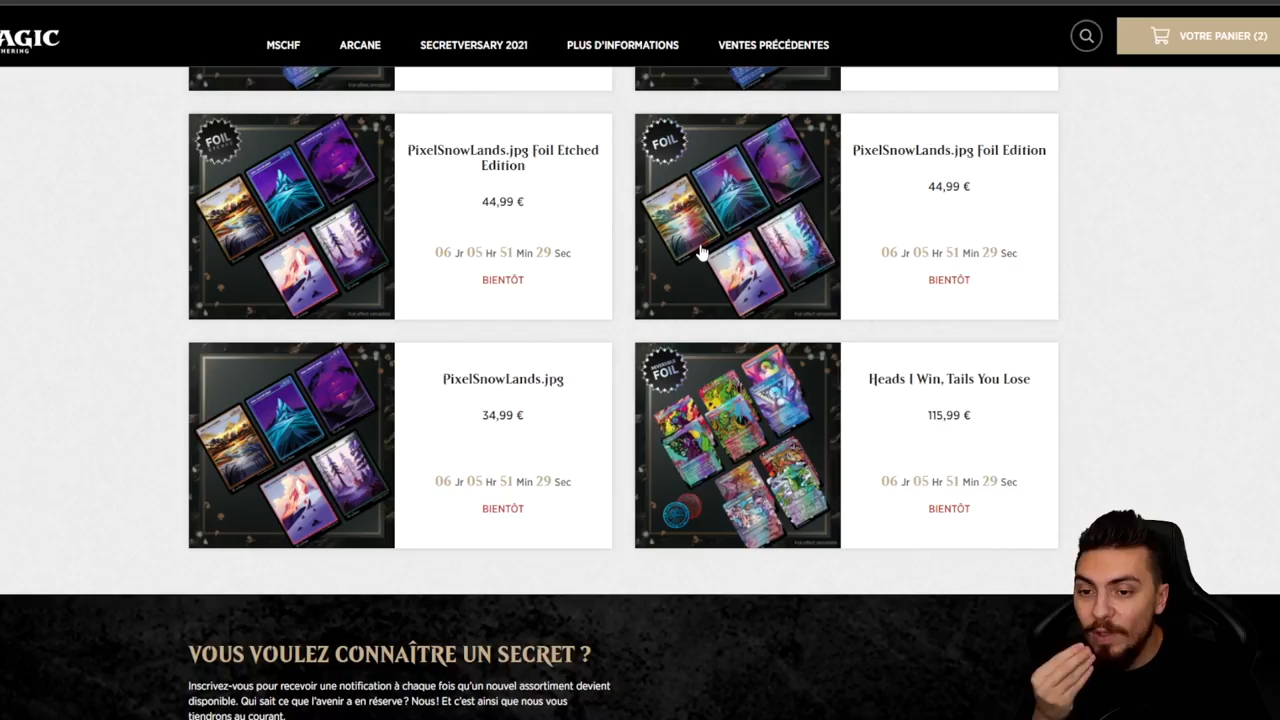 AGIC
HERING
MSCHF
ARCANE
SECRETVERSARY 2021
PLUS D'INFORMATIONS
VENTES PRÉCÉDENTES
VOTRE PANIER (2)
FOIL
PixelSnowLands.jpg Foil Etched
Edition
44,99 €
06 Jr 05 Hr 51 Min 29 Sec
BIENTÔT
FOIL
PixelSnowLands.jpg Foil Edition
44,99 €
06 Jr 05 Hr 51 Min 29 Sec
BIENTÔT
PixelSnowLands.jpg
34,99 €
06 Jr 05 Hr 51 Min 29 Sec
BIENTÔT
FOIL
Heads I Win, Tails You Lose
115,99 €
06 Jr 05 Hr 51 Min 29 Sec
BIENTÔT
VOUS VOULEZ CONNAÎTRE UN SECRET ?
Inscrivez-vous pour recevoir une notification à chaque fois qu'un nouvel assortiment devient
disponible. Qui sait ce que l'avenir a en réserve ? Nous ! Et c'est ainsi que nous vous
tiendrons au courant.